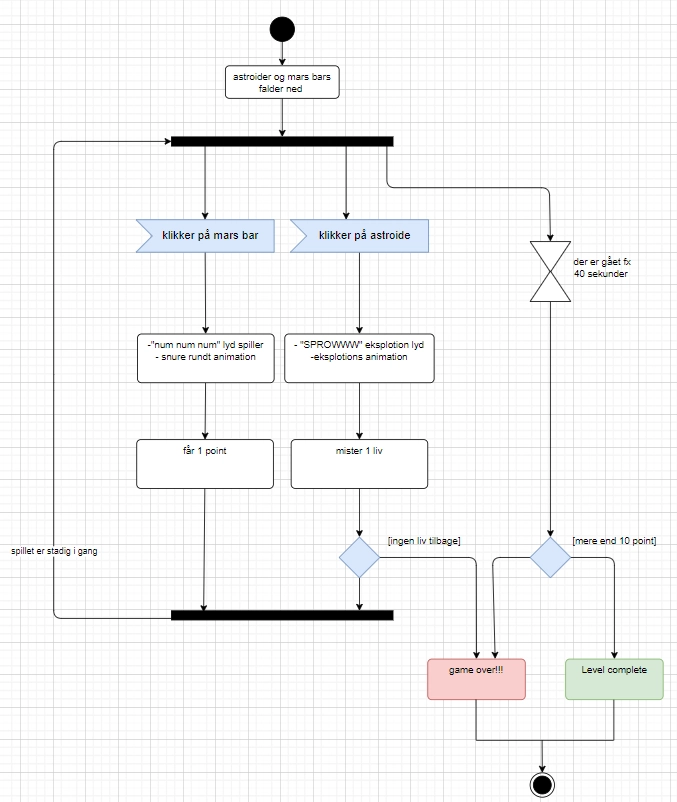 astroider og mars bars
falder ned
klikker på mars bar
klikker på astroide
der er gået fx
40 sekunder
-"num num num" lyd spiller
- snure rundt animation
- "SPROWWW" eksplotion lyd
-eksplotions animation
får 1 point
mister 1 liv
[ingen liv tilbage]
[mere end 10 point]
spillet er stadig i gang
game over!!!
Level complete